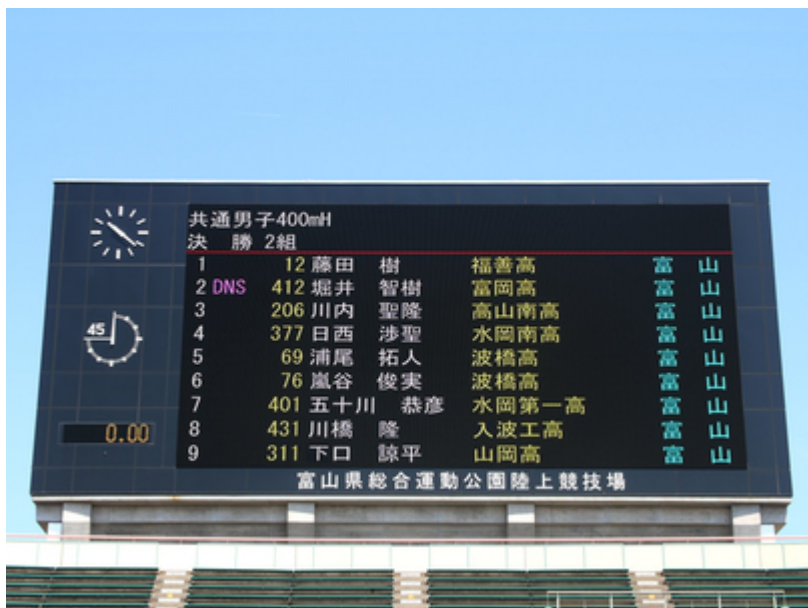 共通男子400mH
決 勝 2組
1 12 藤田 樹 福善高 富 山
2 DNS 412 堀井 智樹 富岡高 富 山
3 206 川内 聖隆 高山南高 富 山
4 377 日西 渉聖 水岡南高 富 山
5 69 浦尾 拓人 波橋高 富 山
6 76 嵐谷 俊実 波橋高 富 山
7 401 五十川 恭彦 水岡第一高 富 山
8 431 川橋 隆 入波工高 富 山
9 311 下口 諒平 山岡高 富 山
45
0.00
富山県総合運動公園陸上競技場